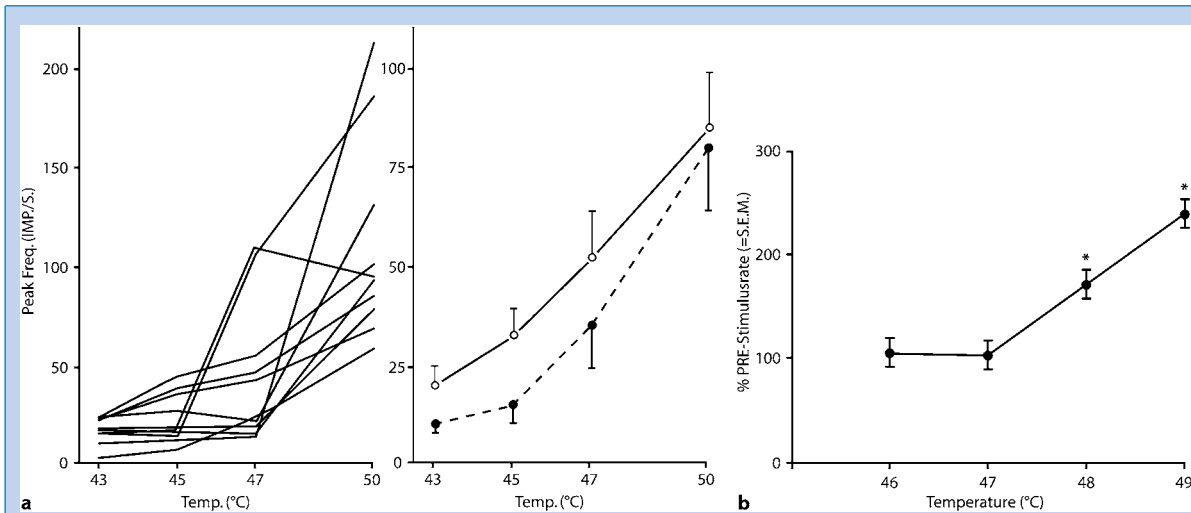 Peak Freq. (IMP./S.)
200
150
100
50
0
43 45 47 50
Temp. (°C)
a
100
75
50
25
0
43 45 47 50
Temp. (°C)
% PRE-Stimulusrate (=S.E.M.)
300
200
100
0
*
*
46 47 48 49
Temperature (°C)
b